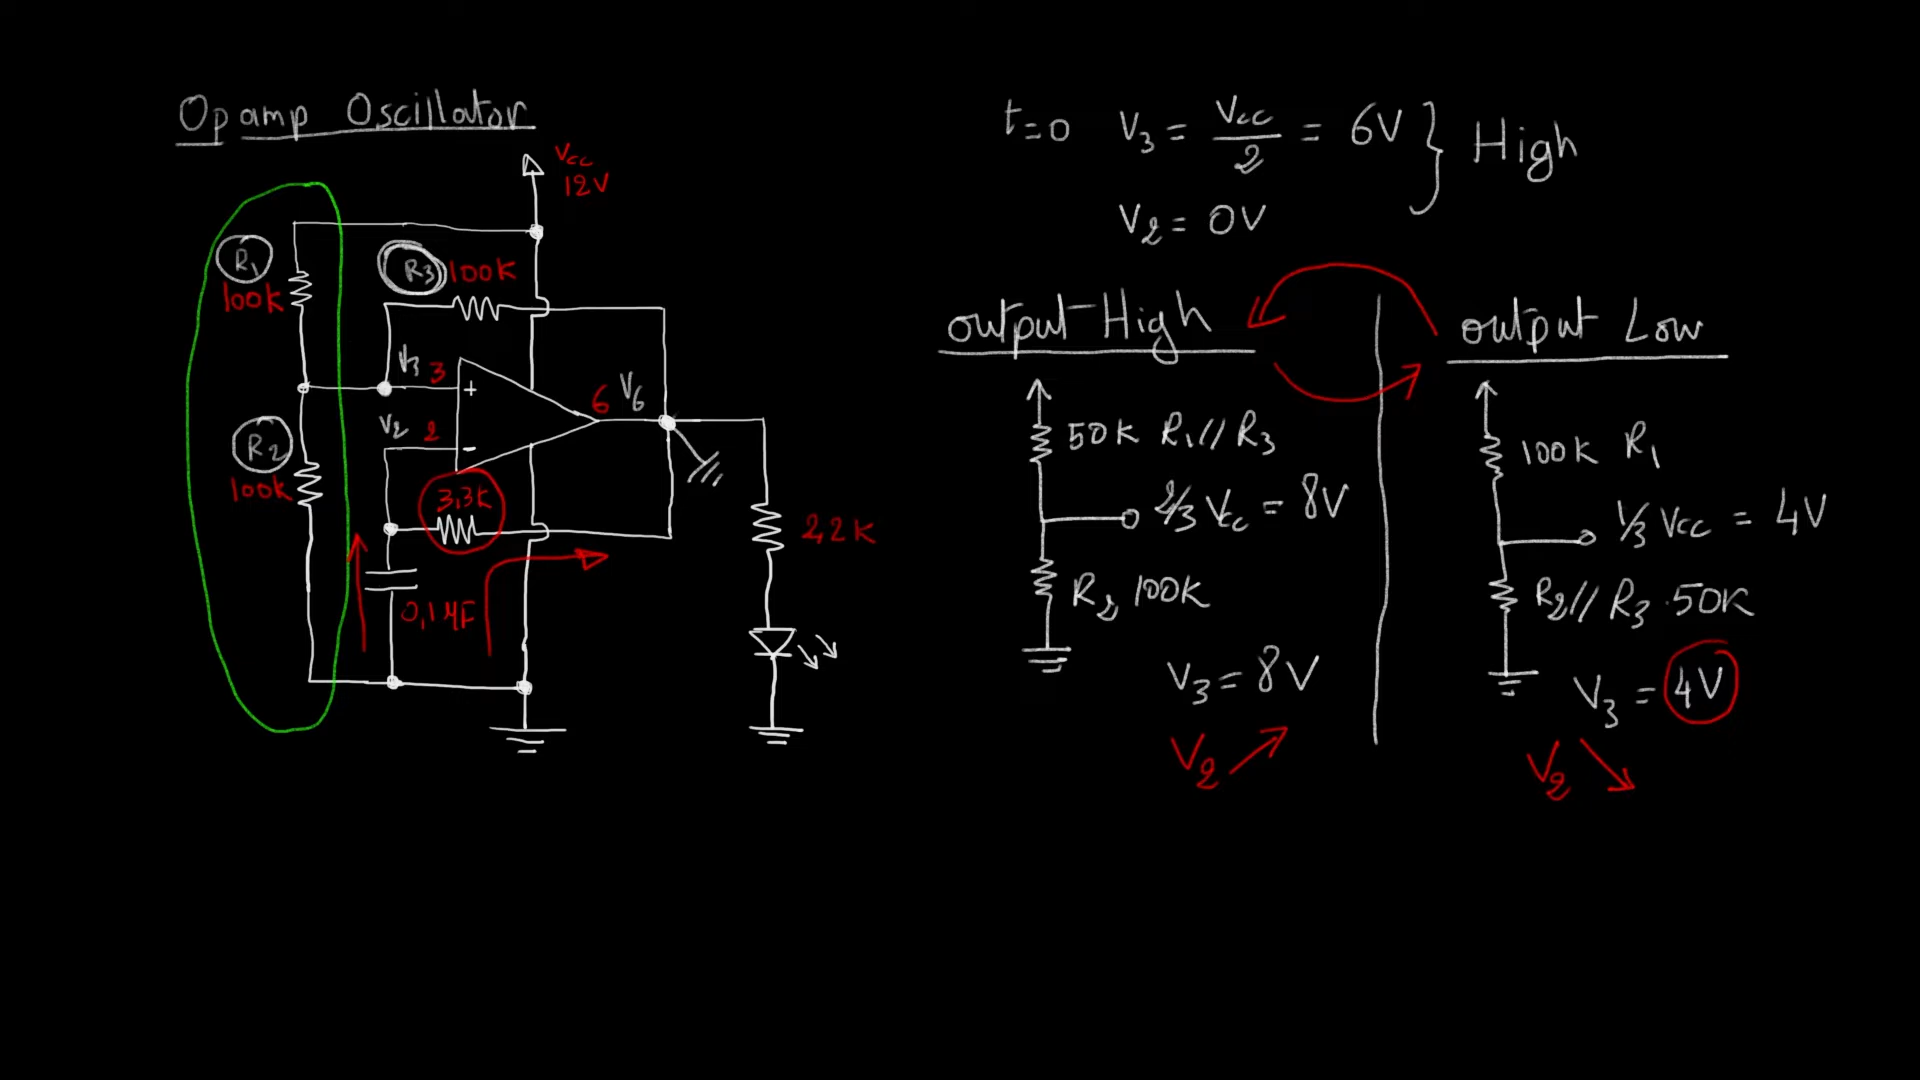 Opamp Oscillator
Vcc
12V
R1
100K
R3 100K
V3 3
+
V2 2
-
6 V6
R2
100K
3,3K
0,1µF
2,2K
t=0 V3 = Vcc/2 = 6V } High
V2 = 0V
output High
50K R1//R3
2/3 Vcc = 8V
R2 100K
V3 = 8V
V2
output Low
100K R1
1/3 Vcc = 4V
R2//R3 50K
V3 = 4V
V2